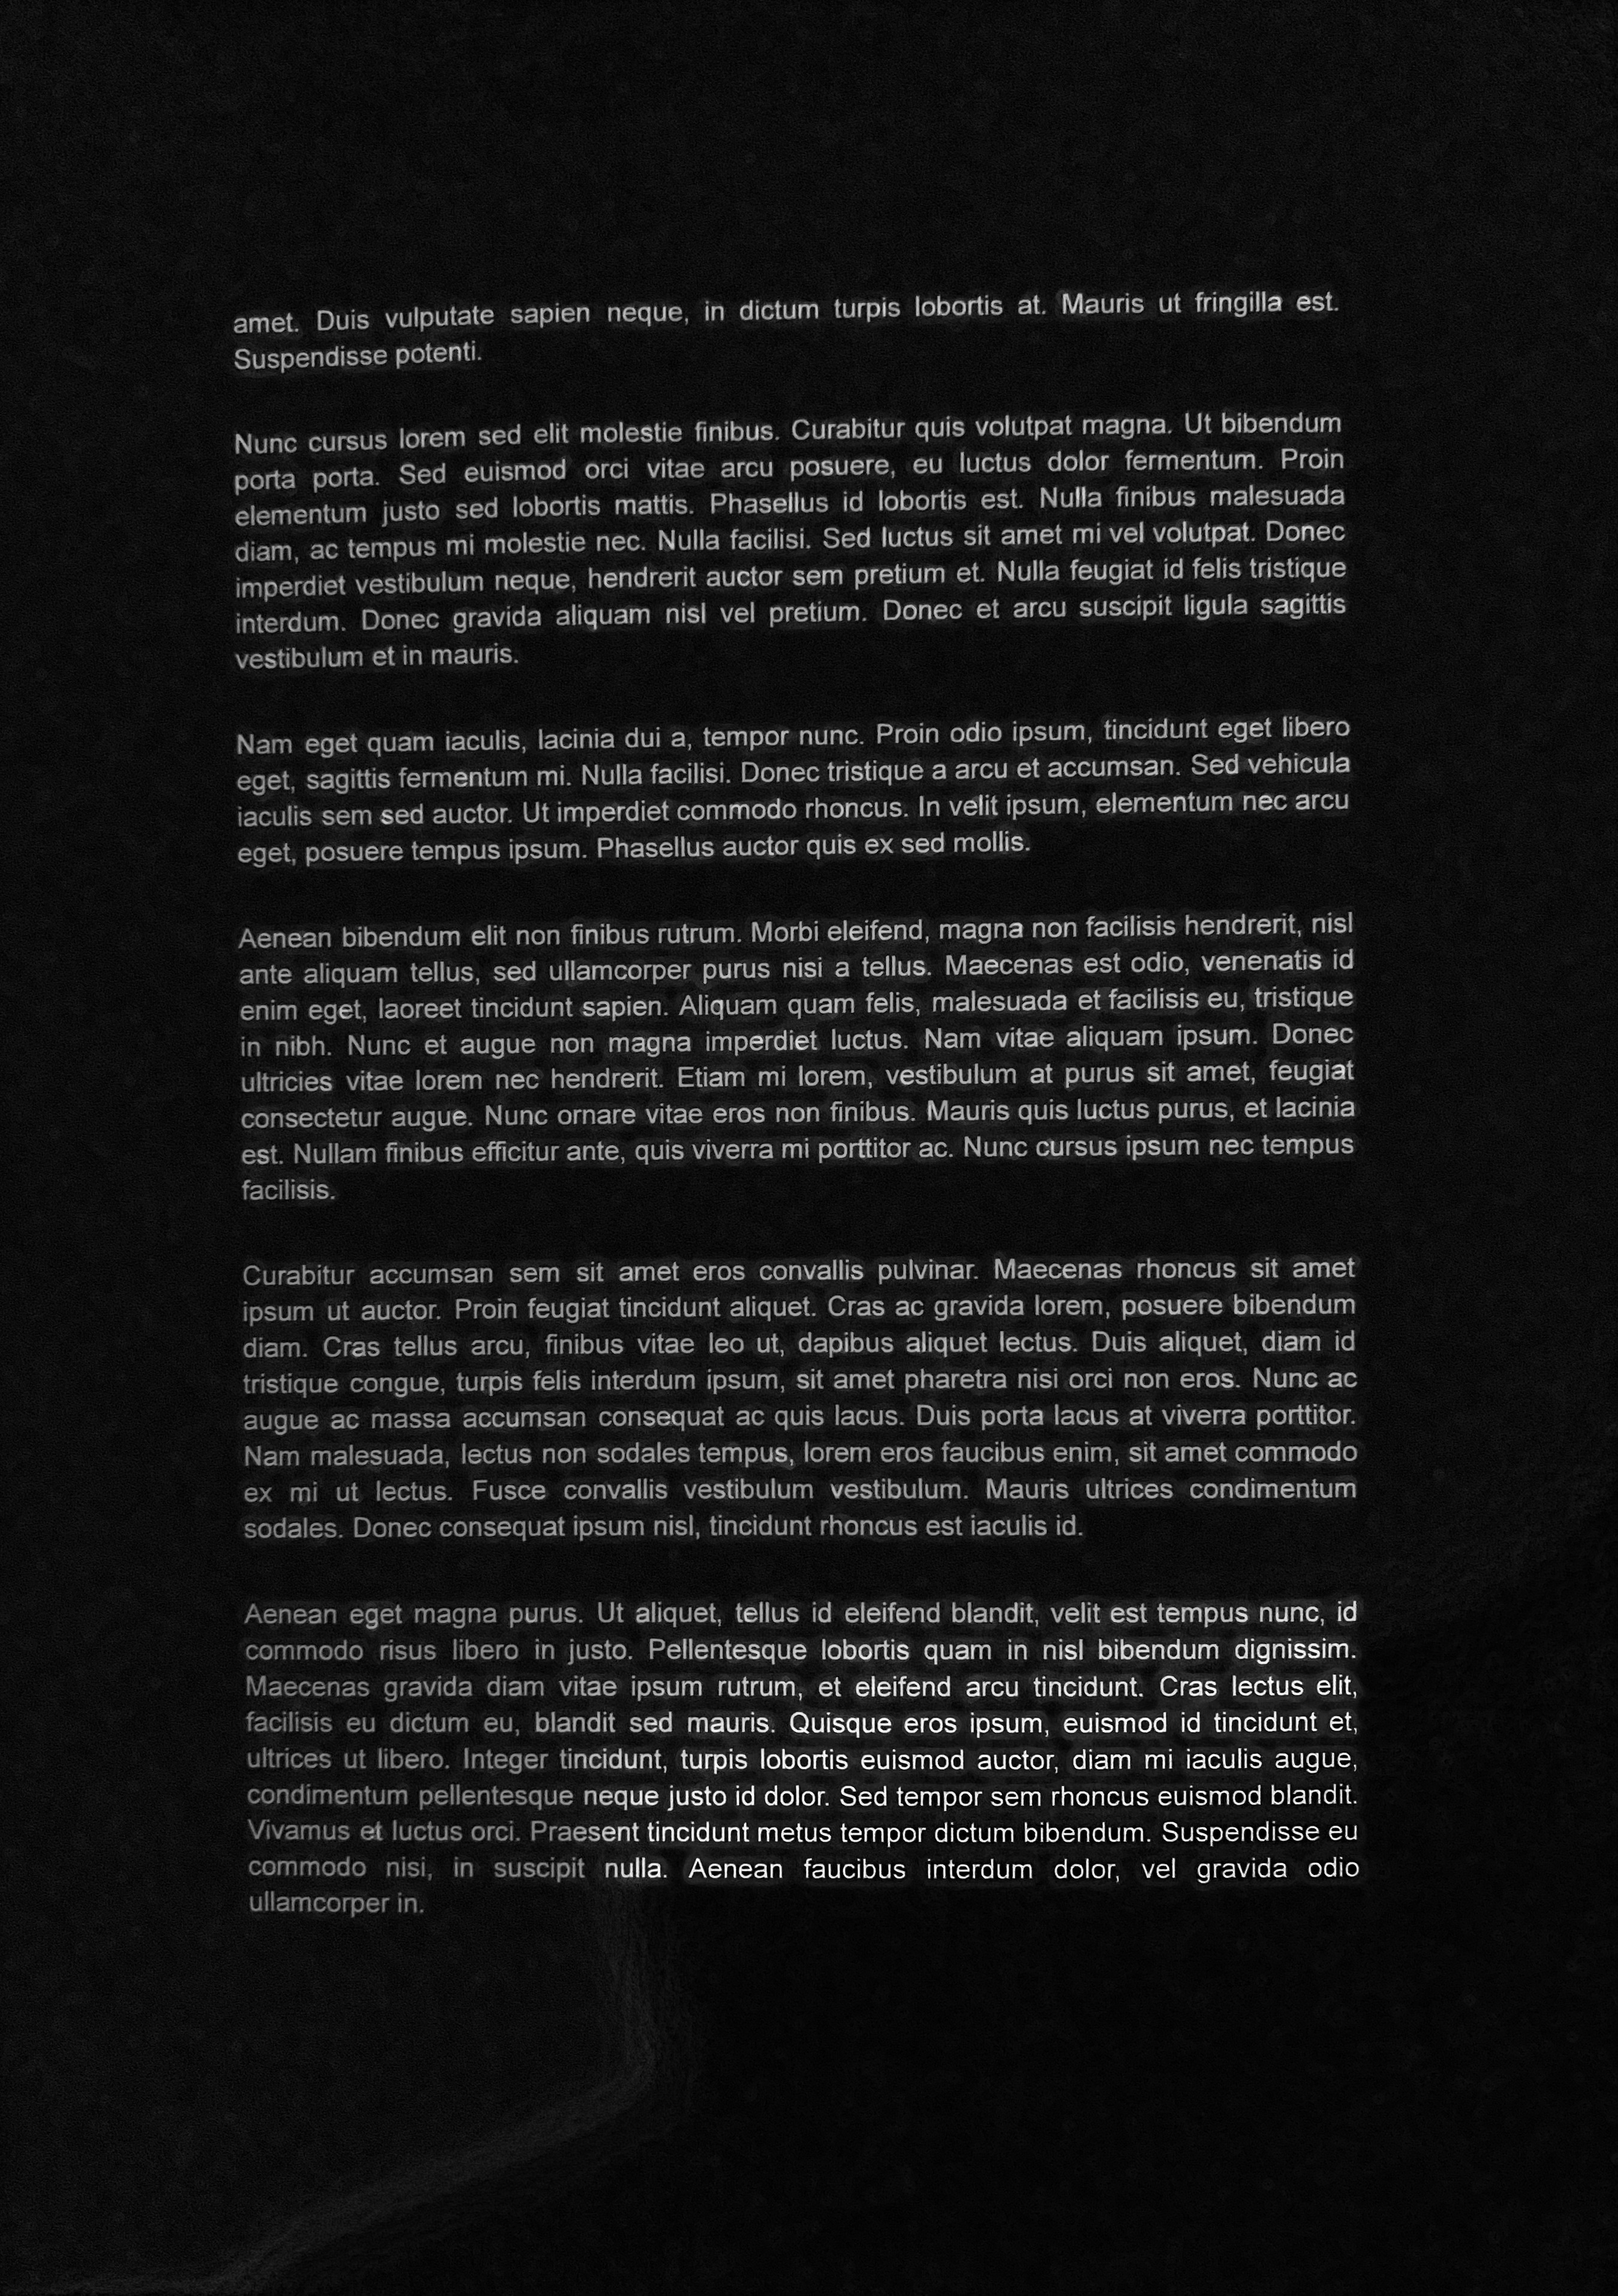 amet. Duis vulputate sapien neque, in dictum turpis lobortis at. Mauris ut fringilla est.
Suspendisse potenti.
Nunc cursus lorem sed elit molestie finibus. Curabitur quis volutpat magna. Ut bibendum
porta porta. Sed euismod orci vitae arcu posuere, eu luctus dolor fermentum. Proin
elementum justo sed lobortis mattis. Phasellus id lobortis est. Nulla finibus malesuada
diam, ac tempus mi molestie nec. Nulla facilisi. Sed luctus sit amet mi vel volutpat. Donec
imperdiet vestibulum neque, hendrerit auctor sem pretium et. Nulla feugiat id felis tristique
interdum. Donec gravida aliquam nisl vel pretium. Donec et arcu suscipit ligula sagittis
vestibulum et in mauris.
Nam eget quam iaculis, lacinia dui a, tempor nunc. Proin odio ipsum, tincidunt eget libero
eget, sagittis fermentum mi. Nulla facilisi. Donec tristique a arcu et accumsan. Sed vehicula
iaculis sem sed auctor. Ut imperdiet commodo rhoncus. In velit ipsum, elementum nec arcu
eget, posuere tempus ipsum. Phasellus auctor quis ex sed mollis.
Aenean bibendum elit non finibus rutrum. Morbi eleifend, magna non facilisis hendrerit, nisl
ante aliquam tellus, sed ullamcorper purus nisi a tellus. Maecenas est odio, venenatis id
enim eget, laoreet tincidunt sapien. Aliquam quam felis, malesuada et facilisis eu, tristique
in nibh. Nunc et augue non magna imperdiet luctus. Nam vitae aliquam ipsum. Donec
ultricies vitae lorem nec hendrerit. Etiam mi lorem, vestibulum at purus sit amet, feugiat
consectetur augue. Nunc ornare vitae eros non finibus. Mauris quis luctus purus, et lacinia
est. Nullam finibus efficitur ante, quis viverra mi porttitor ac. Nunc cursus ipsum nec tempus
facilisis.
Curabitur accumsan sem sit amet eros convallis pulvinar. Maecenas rhoncus sit amet
ipsum ut auctor. Proin feugiat tincidunt aliquet. Cras ac gravida lorem, posuere bibendum
diam. Cras tellus arcu, finibus vitae leo ut, dapibus aliquet lectus. Duis aliquet, diam id
tristique congue, turpis felis interdum ipsum, sit amet pharetra nisi orci non eros. Nunc ac
augue ac massa accumsan consequat ac quis lacus. Duis porta lacus at viverra porttitor.
Nam malesuada, lectus non sodales tempus, lorem eros faucibus enim, sit amet commodo
ex mi ut lectus. Fusce convallis vestibulum vestibulum. Mauris ultrices condimentum
sodales. Donec consequat ipsum nisl, tincidunt rhoncus est iaculis id.
Aenean eget magna purus. Ut aliquet, tellus id eleifend blandit, velit est tempus nunc, id
commodo risus libero in justo. Pellentesque lobortis quam in nisl bibendum dignissim.
Maecenas gravida diam vitae ipsum rutrum, et eleifend arcu tincidunt. Cras lectus elit,
facilisis eu dictum eu, blandit sed mauris. Quisque eros ipsum, euismod id tincidunt et,
ultrices ut libero. Integer tincidunt, turpis lobortis euismod auctor, diam mi iaculis augue,
condimentum pellentesque neque justo id dolor. Sed tempor sem rhoncus euismod blandit.
Vivamus et luctus orci. Praesent tincidunt metus tempor dictum bibendum. Suspendisse eu
commodo nisi, in suscipit nulla. Aenean faucibus interdum dolor, vel gravida odio
ullamcorper in.